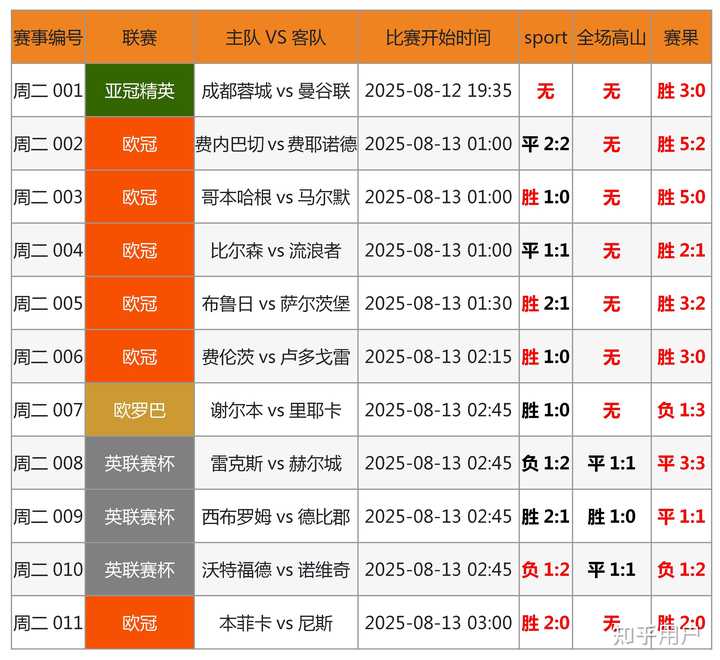 赛事编号 联赛 主队 VS 客队 比赛开始时间 sport 全场高山 赛果
周二 001 亚冠精英 成都蓉城 vs 曼谷联 2025-08-12 19:35 无 无 胜 3:0
周二 002 欧冠 费内巴切 vs 费耶诺德 2025-08-13 01:00 平 2:2 无 胜 5:2
周二 003 欧冠 哥本哈根 vs 马尔默 2025-08-13 01:00 胜 1:0 无 胜 5:0
周二 004 欧冠 比尔森 vs 流浪者 2025-08-13 01:00 平 1:1 无 胜 2:1
周二 005 欧冠 布鲁日 vs 萨尔茨堡 2025-08-13 01:30 胜 2:1 无 胜 3:2
周二 006 欧冠 费伦茨 vs 卢多戈雷 2025-08-13 02:15 胜 1:0 无 胜 3:0
周二 007 欧罗巴 谢尔本 vs 里耶卡 2025-08-13 02:45 胜 1:0 无 负 1:3
周二 008 英联赛杯 雷克斯 vs 赫尔城 2025-08-13 02:45 负 1:2 平 1:1 平 3:3
周二 009 英联赛杯 西布罗姆 vs 德比郡 2025-08-13 02:45 胜 2:1 胜 1:0 平 1:1
周二 010 英联赛杯 沃特福德 vs 诺维奇 2025-08-13 02:45 负 1:2 平 1:1 负 1:2
周二 011 欧冠 本菲卡 vs 尼斯 2025-08-13 03:00 胜 2:0 无 胜 2:0
知乎用户